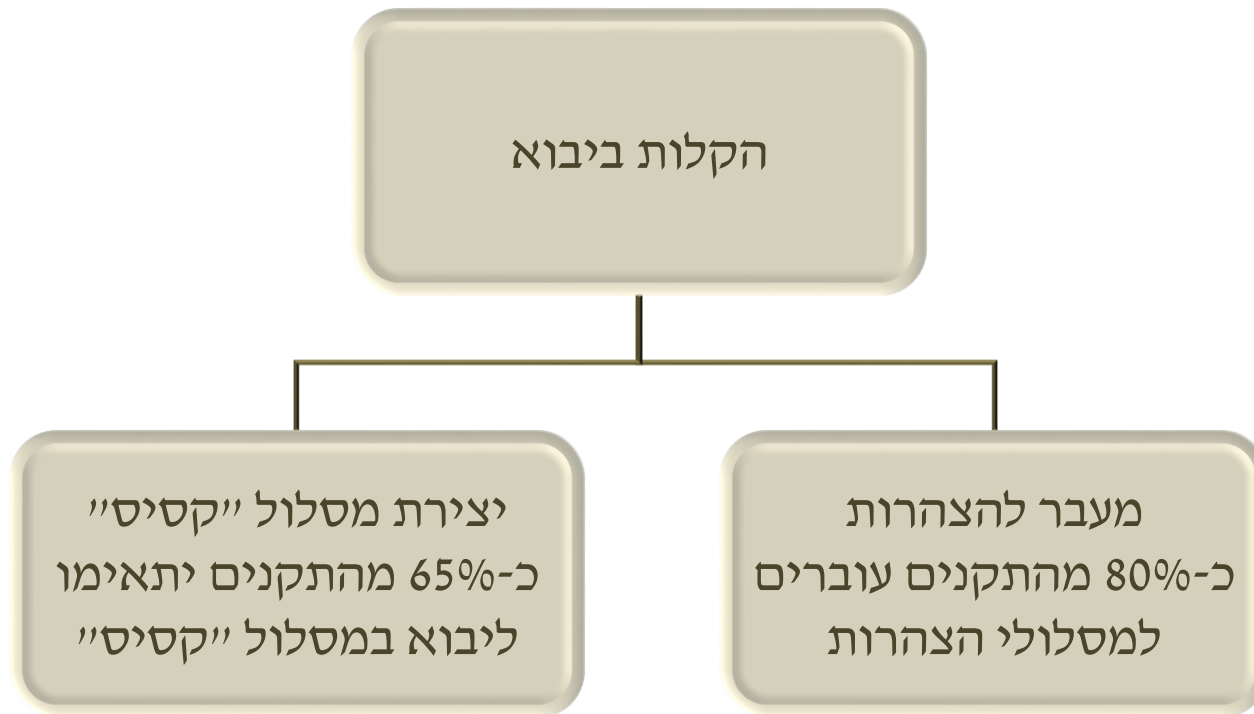 הקלות ביבוא
מעבר להצהרות
כ-80% מהתקנים עוברים
למסלולי הצהרות
יצירת מסלול "קסיס"
כ-65% מהתקנים יתאימו
ליבוא במסלול "קסיס"